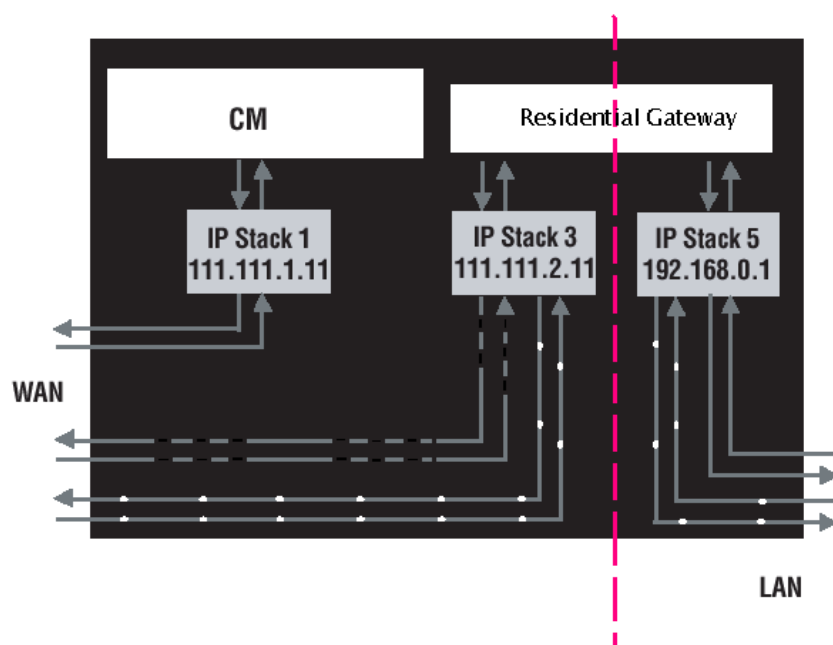 CM
Residential Gateway
IP Stack 1
111.111.1.11
IP Stack 3
111.111.2.11
IP Stack 5
192.168.0.1
WAN
LAN